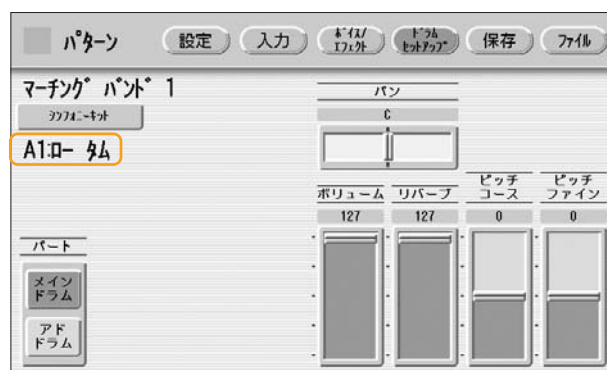 パターン 設定 入力 ボイス/エフェクト ドラムセットアップ 保存 ファイル
マーチング バンド 1
シンフォニーキット
A1:ロー タム
パン
C
ボリューム リバーブ ピッチコース ピッチファイン
127 127 0 0
パート
メインドラム
アドドラム